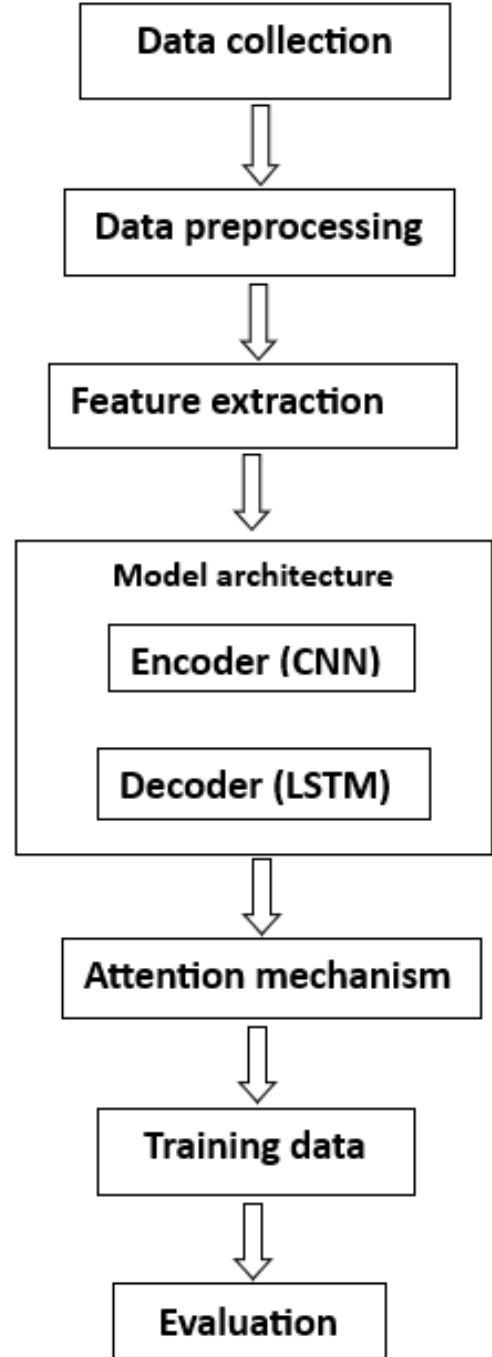 Data collection
Data preprocessing
Feature extraction
Model architecture
Encoder (CNN)
Decoder (LSTM)
Attention mechanism
Training data
Evaluation